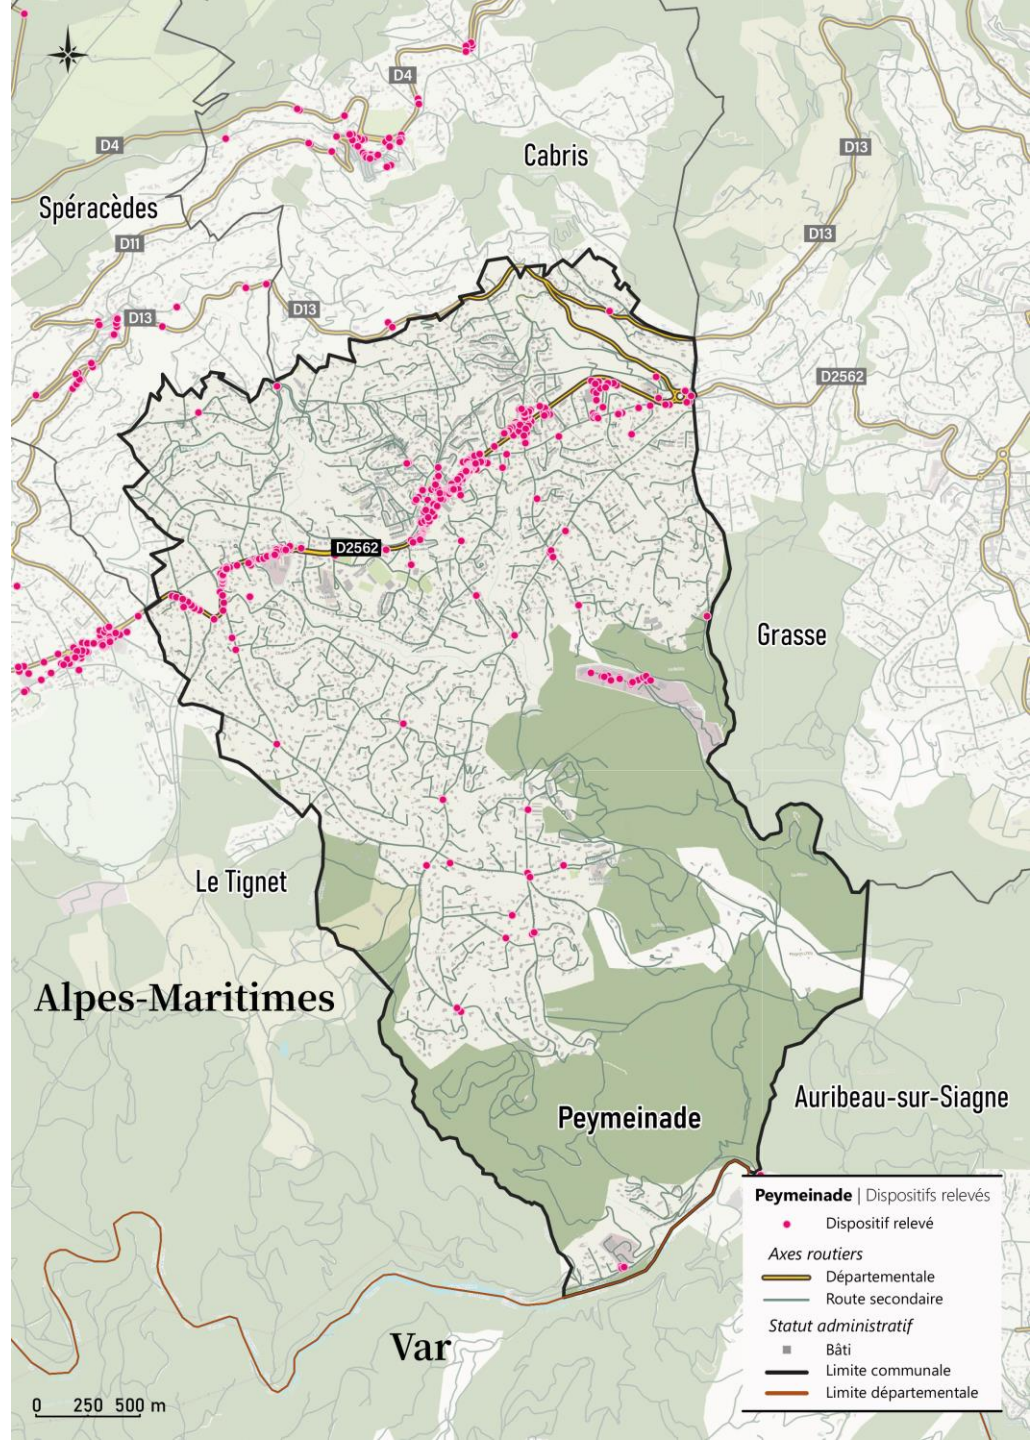 D4
D4
Cabris
D13
Spéracèdes
D13
D11
D13
D13
D2562
D2562
Grasse
Le Tignet
Alpes-Maritimes
Auribeau-sur-Siagne
Peymeinade
Peymeinade | Dispositifs relevés
Dispositif relevé
Axes routiers
Départementale
Route secondaire
Statut administratif
Bâti
Limite communale
Limite départementale
Var
0 250 500 m